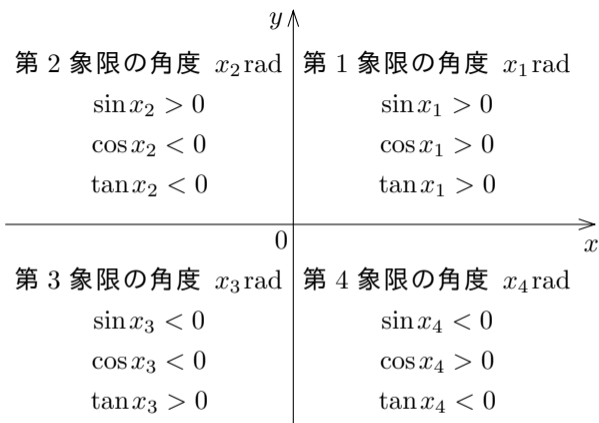 y
第 2 象限の角度 x₂rad
sin x₂ > 0
cos x₂ < 0
tan x₂ < 0
第 1 象限の角度 x₁rad
sin x₁ > 0
cos x₁ > 0
tan x₁ > 0
0
x
第 3 象限の角度 x₃rad
sin x₃ < 0
cos x₃ < 0
tan x₃ > 0
第 4 象限の角度 x₄rad
sin x₄ < 0
cos x₄ > 0
tan x₄ < 0